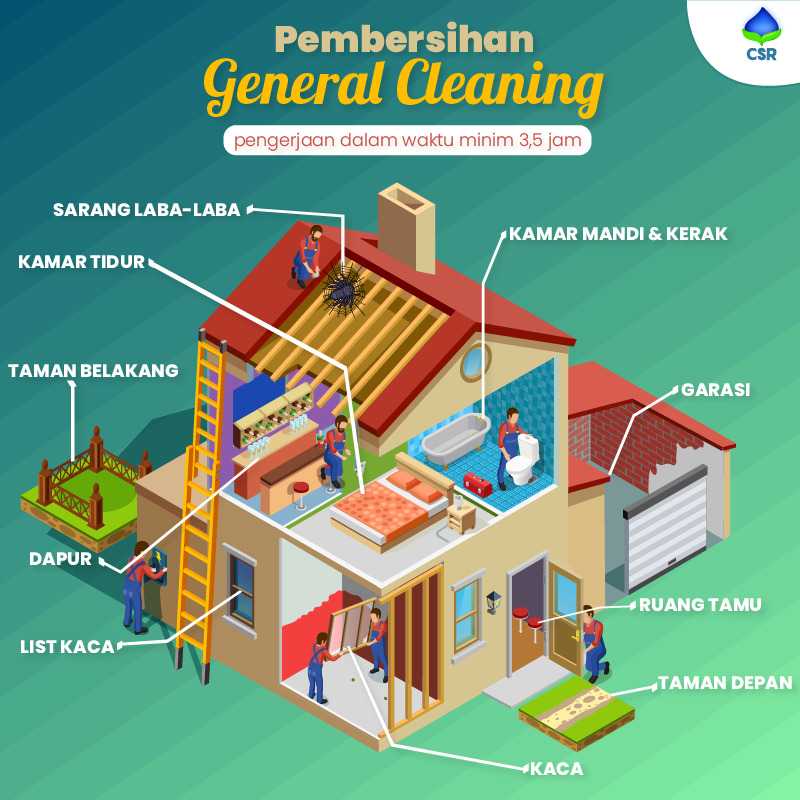 Pembersihan
General Cleaning
pengerjaan dalam waktu minim 3,5 jam
CSR
SARANG LABA-LABA
KAMAR MANDI & KERAK
KAMAR TIDUR
TAMAN BELAKANG
GARASI
DAPUR
RUANG TAMU
LIST KACA
TAMAN DEPAN
KACA